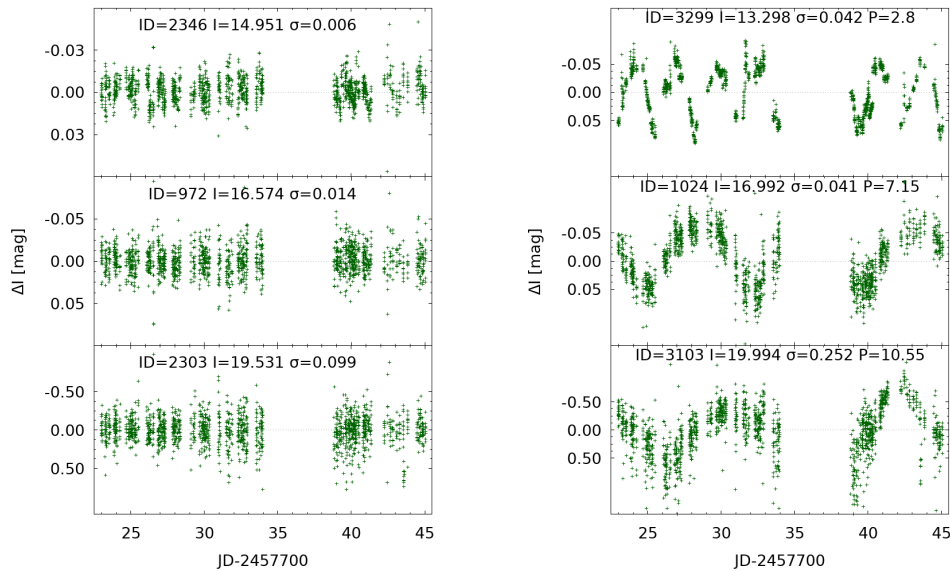 ID=2346 I=14.951 σ=0.006
-0.03
0.00
0.03
ID=972 I=16.574 σ=0.014
-0.05
0.00
0.05
ID=2303 I=19.531 σ=0.099
-0.50
0.00
0.50
25 30 35 40 45
JD-2457700
ΔI [mag]
ID=3299 I=13.298 σ=0.042 P=2.8
-0.05
0.00
0.05
ID=1024 I=16.992 σ=0.041 P=7.15
-0.05
0.00
0.05
ID=3103 I=19.994 σ=0.252 P=10.55
-0.50
0.00
0.50
25 30 35 40 45
JD-2457700
ΔI [mag]